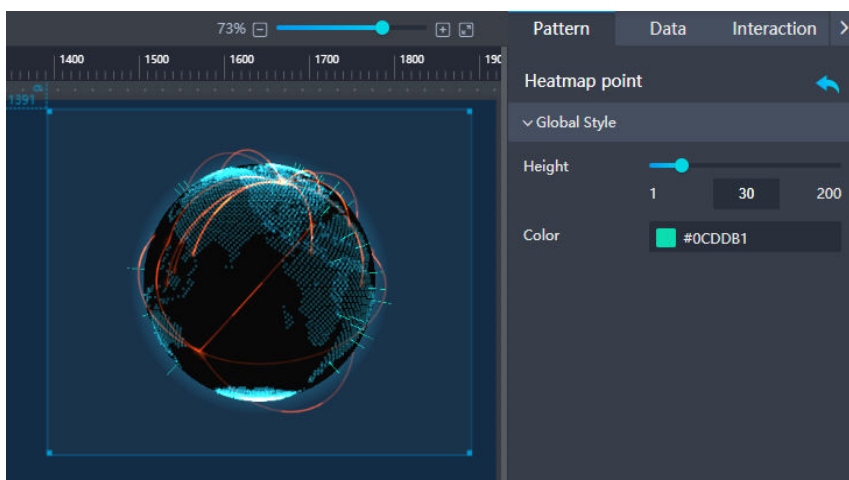 73%
Pattern Data Interaction
1400 1500 1600 1700 1800 190
1391
Heatmap point
Global Style
Height
1 30 200
Color #0CDDB1